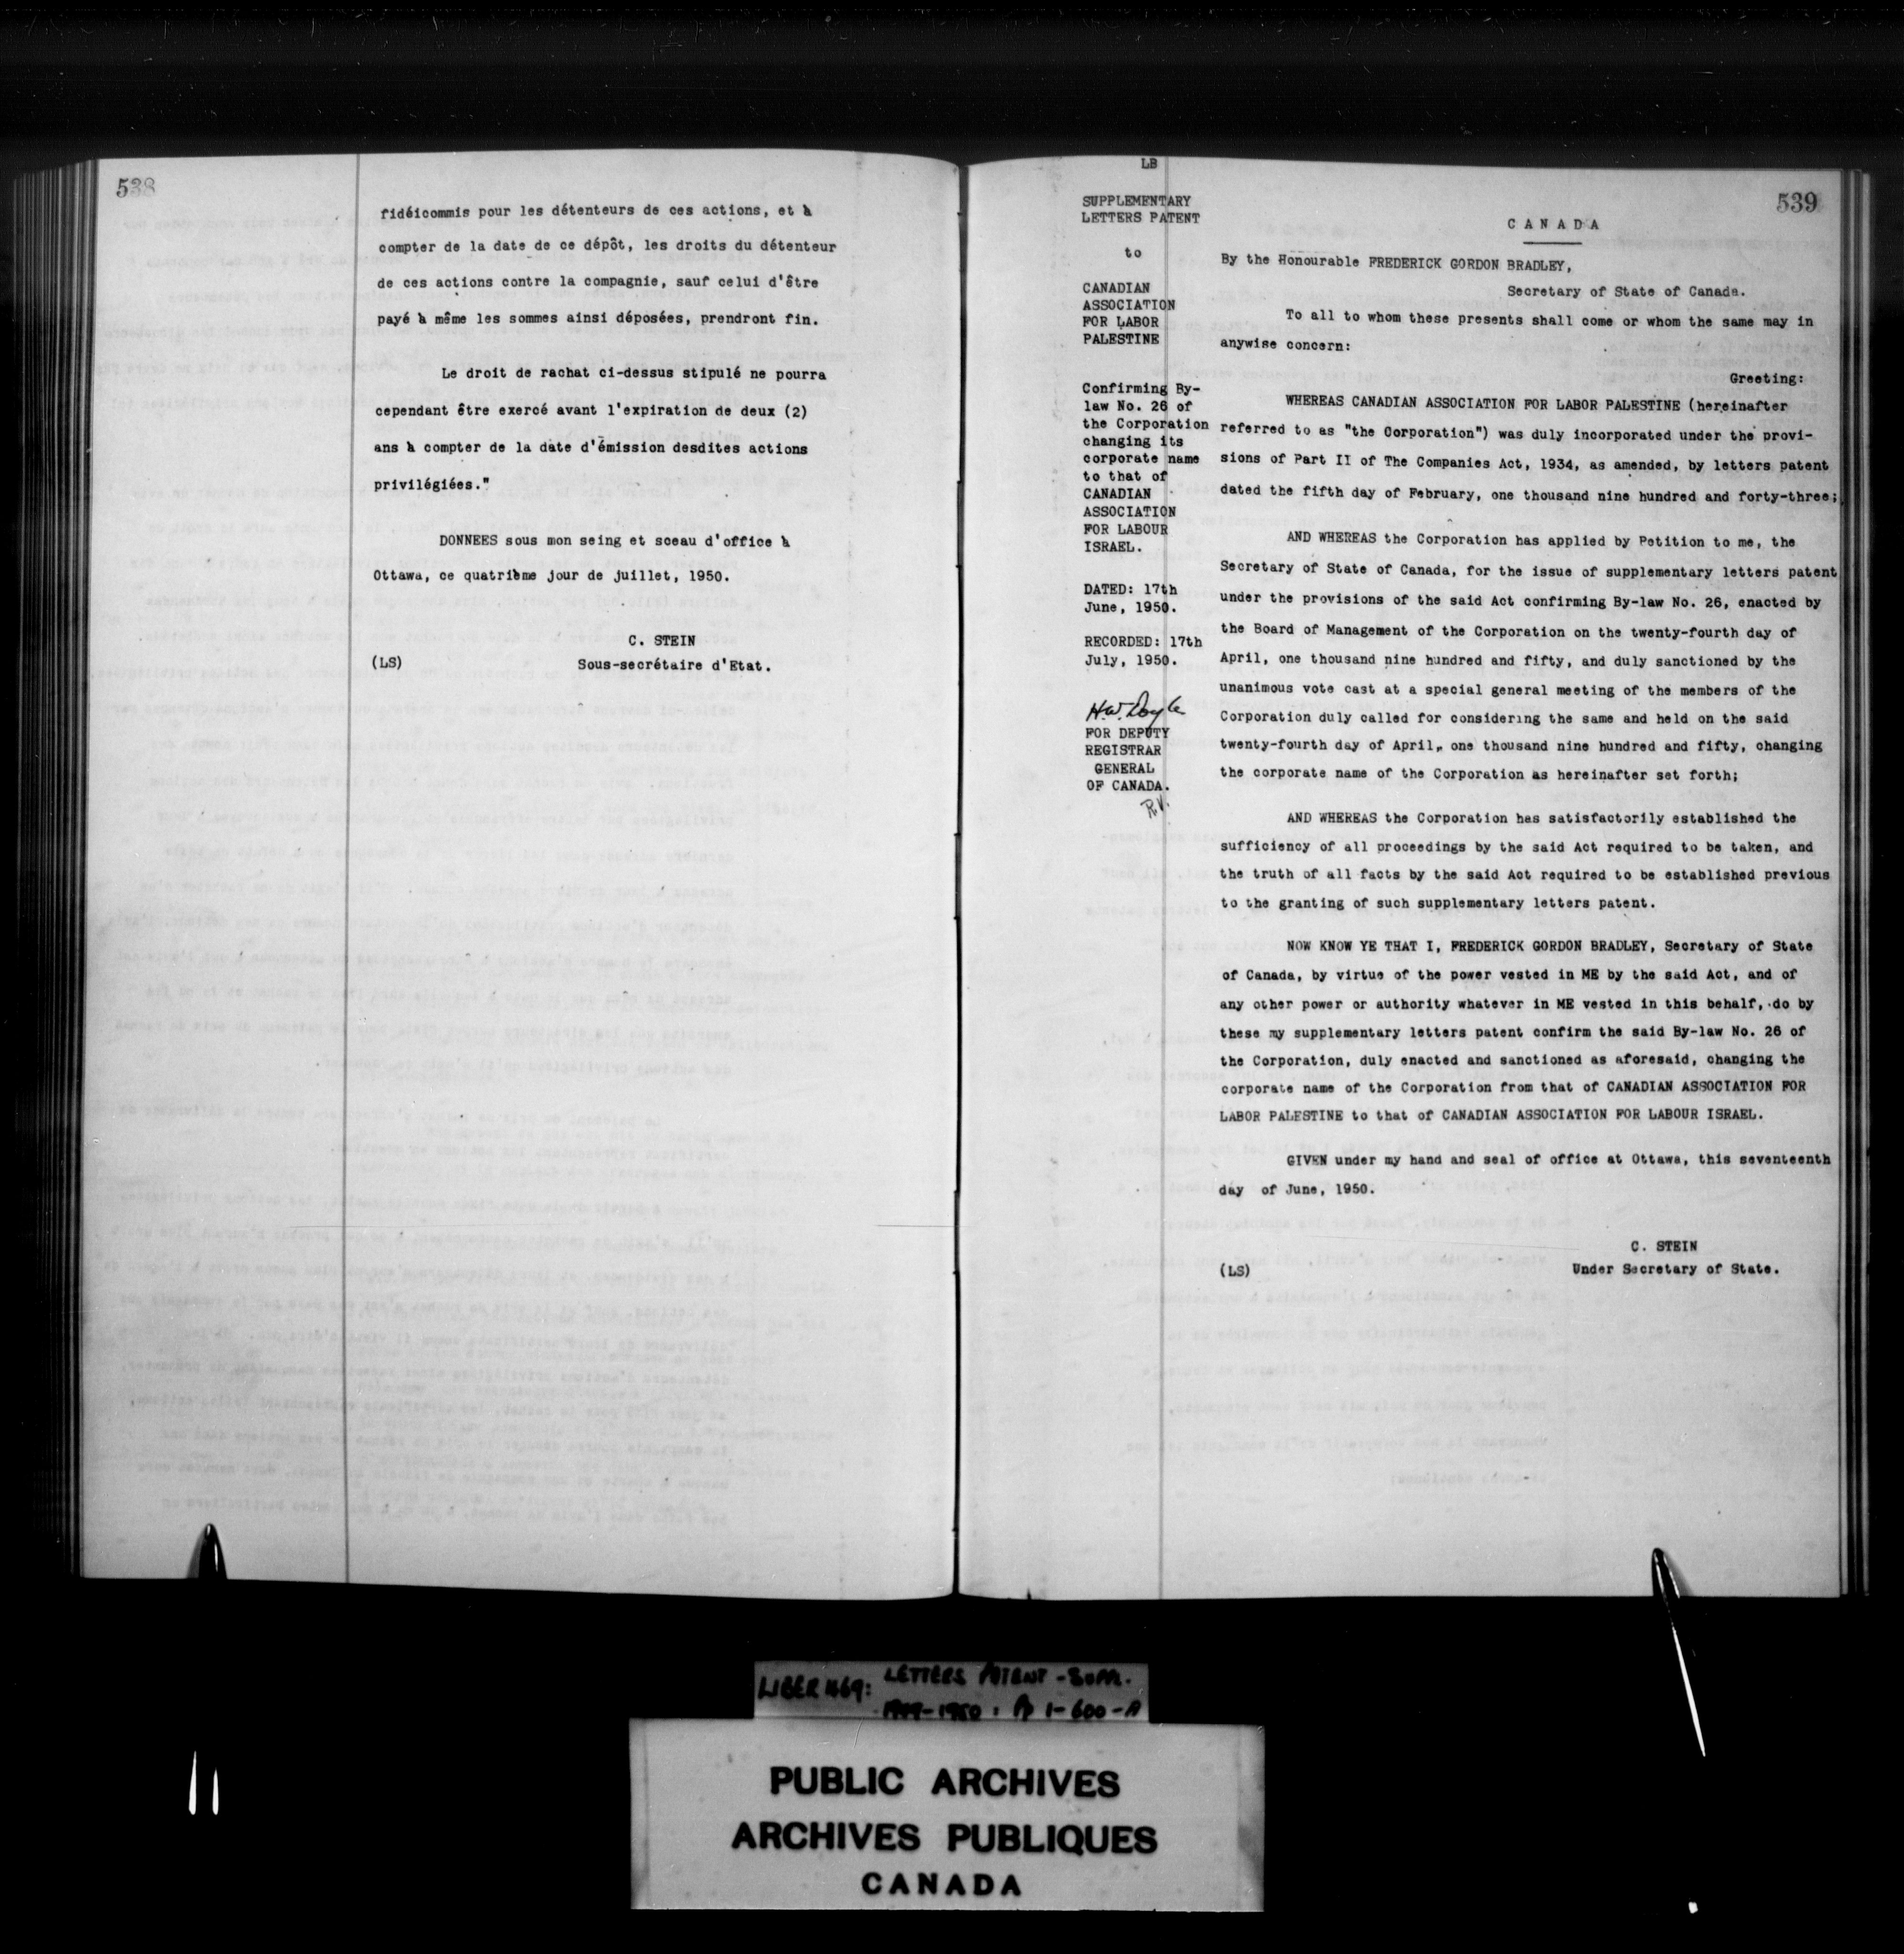 538
fidéicommis pour les détenteurs de ces actions, et à
compter de la date de ce dépôt, les droits du détenteur
de ces actions contre la compagnie, sauf celui d'être
payé à même les sommes ainsi déposées, prendront fin.
Le droit de rachat ci-dessus stipulé ne pourra
cependant être exercé avant l'expiration de deux (2)
ans à compter de la date d'émission desdites actions
privilégiées."
DONNEES sous mon seing et sceau d'office à
Ottawa, ce quatrième jour de juillet, 1950.
C. STEIN
(LS) Sous-secrétaire d'Etat.
LB
SUPPLEMENTARY
LETTERS PATENT
to
CANADIAN
ASSOCIATION
FOR LABOR
PALESTINE
Confirming By-
law No. 26 of
the Corporation
changing its
corporate name
to that of
CANADIAN
ASSOCIATION
FOR LABOUR
ISRAEL.
DATED: 17th
June, 1950.
RECORDED: 17th
July, 1950.
H.W. Doyle
FOR DEPUTY
REGISTRAR
GENERAL
OF CANADA.
R.V.
539
CANADA
By the Honourable FREDERICK GORDON BRADLEY,
Secretary of State of Canada.
To all to whom these presents shall come or whom the same may in
anywise concern:
Greeting:
WHEREAS CANADIAN ASSOCIATION FOR LABOR PALESTINE (hereinafter
referred to as "the Corporation") was duly incorporated under the provi-
sions of Part II of The Companies Act, 1934, as amended, by letters patent
dated the fifth day of February, one thousand nine hundred and forty-three;
AND WHEREAS the Corporation has applied by Petition to me, the
Secretary of State of Canada, for the issue of supplementary letters patent
under the provisions of the said Act confirming By-law No. 26, enacted by
the Board of Management of the Corporation on the twenty-fourth day of
April, one thousand nine hundred and fifty, and duly sanctioned by the
unanimous vote cast at a special general meeting of the members of the
Corporation duly called for considering the same and held on the said
twenty-fourth day of April, one thousand nine hundred and fifty, changing
the corporate name of the Corporation as hereinafter set forth;
AND WHEREAS the Corporation has satisfactorily established the
sufficiency of all proceedings by the said Act required to be taken, and
the truth of all facts by the said Act required to be established previous
to the granting of such supplementary letters patent.
NOW KNOW YE THAT I, FREDERICK GORDON BRADLEY, Secretary of State
of Canada, by virtue of the power vested in ME by the said Act, and of
any other power or authority whatever in ME vested in this behalf, do by
these my supplementary letters patent confirm the said By-law No. 26 of
the Corporation, duly enacted and sanctioned as aforesaid, changing the
corporate name of the Corporation from that of CANADIAN ASSOCIATION FOR
LABOR PALESTINE to that of CANADIAN ASSOCIATION FOR LABOUR ISRAEL.
GIVEN under my hand and seal of office at Ottawa, this seventeenth
day of June, 1950.
C. STEIN
(LS) Under Secretary of State.
LIBER 469: LETTERS PATENT - SUPPL.
1949-1950: Pp 1-600-A
PUBLIC ARCHIVES
ARCHIVES PUBLIQUES
CANADA